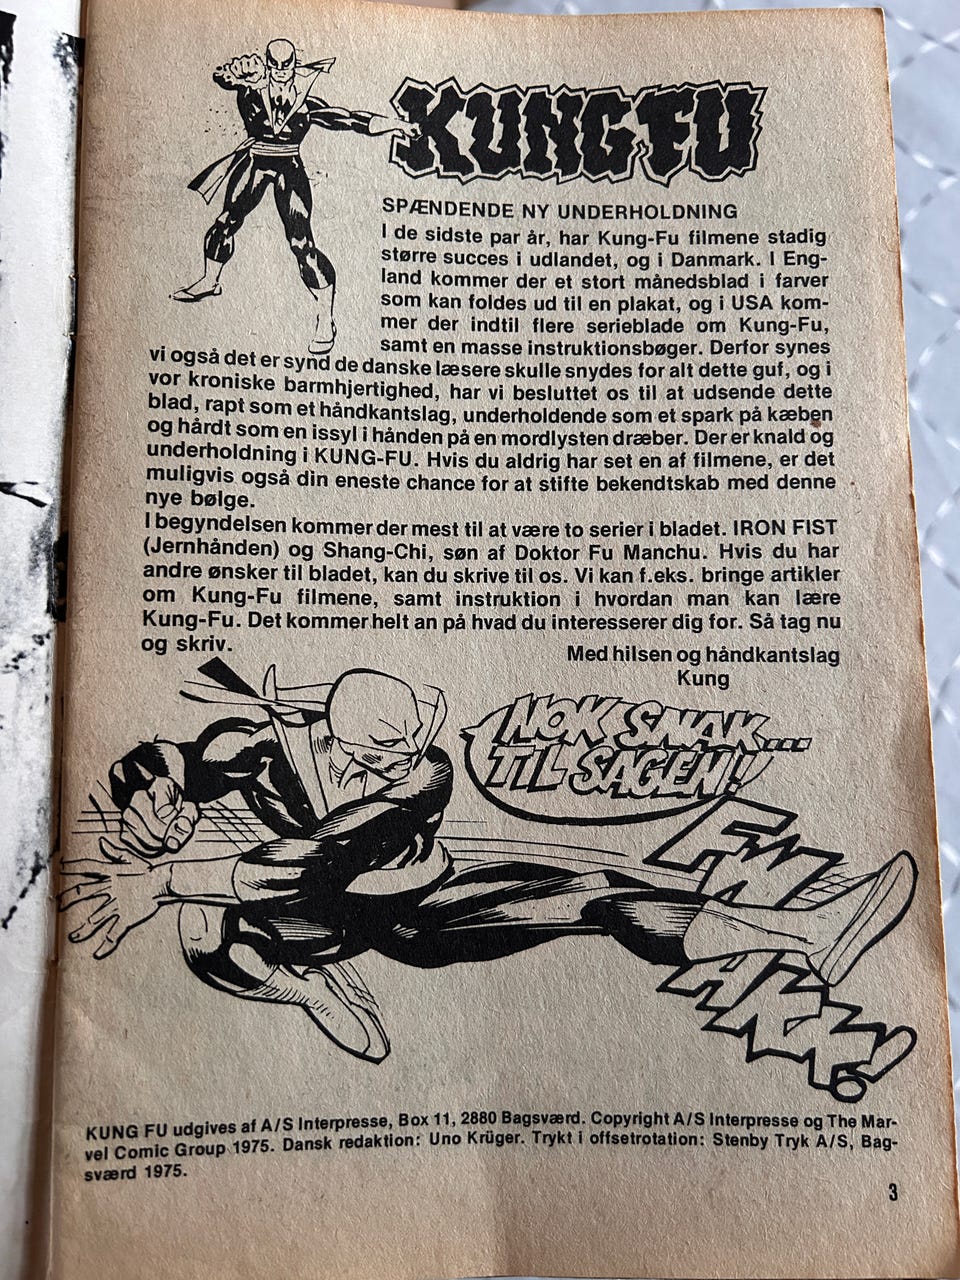 KUNG FU
SPÆNDENDE NY UNDERHOLDNING
I de sidste par år, har Kung-Fu filmene stadig
større succes i udlandet, og i Danmark. I Eng-
land kommer der et stort månedsblad i farver
som kan foldes ud til en plakat, og i USA kom-
mer der indtil flere serieblade om Kung-Fu,
samt en masse instruktionsbøger. Derfor synes
vi også det er synd de danske læsere skulle snydes for alt dette guf, og i
vor kroniske barmhjertighed, har vi besluttet os til at udsende dette
blad, rapt som et håndkantslag, underholdende som et spark på kæben
og hårdt som en issyl i hånden på en mordlysten dræber. Der er knald og
underholdning i KUNG-FU. Hvis du aldrig har set en af filmene, er det
muligvis også din eneste chance for at stifte bekendtskab med denne
nye bølge.
I begyndelsen kommer der mest til at være to serier i bladet. IRON FIST
(Jernhånden) og Shang-Chi, søn af Doktor Fu Manchu. Hvis du har
andre ønsker til bladet, kan du skrive til os. Vi kan f.eks. bringe artikler
om Kung-Fu filmene, samt instruktion i hvordan man kan lære
Kung-Fu. Det kommer helt an på hvad du interesserer dig for. Så tag nu
og skriv.
Med hilsen og håndkantslag
Kung
NOK SNAK...
TIL SAGEN!!
KUNG FU udgives af A/S Interpresse, Box 11, 2880 Bagsværd. Copyright A/S Interpresse og The Mar-
vel Comic Group 1975. Dansk redaktion: Uno Krüger. Trykt i offsetrotation: Stenby Tryk A/S, Bag-
sværd 1975.
3